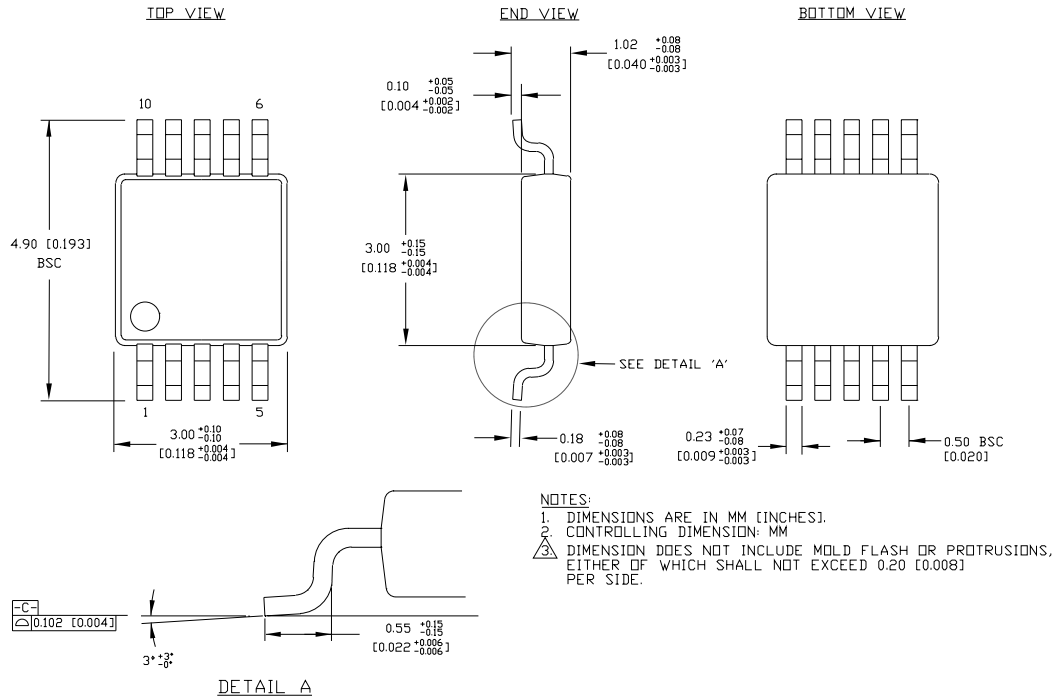 TOP VIEW
END VIEW
BOTTOM VIEW
1.02 +0.08 -0.08
[0.040 +0.003 -0.003]
0.10 +0.05 -0.05
[0.004 +0.002 -0.002]
10
6
4.90 [0.193]
BSC
3.00 +0.15 -0.15
[0.118 +0.004 -0.004]
SEE DETAIL 'A'
1
5
3.00 +0.10 -0.10
[0.118 +0.004 -0.004]
0.18 +0.08 -0.08
[0.007 +0.003 -0.003]
0.23 +0.07 -0.08
[0.009 +0.003 -0.003]
0.50 BSC
[0.020]
NOTES:
1. DIMENSIONS ARE IN MM [INCHES].
2. CONTROLLING DIMENSION: MM
3. DIMENSION DOES NOT INCLUDE MOLD FLASH OR PROTRUSIONS,
EITHER OF WHICH SHALL NOT EXCEED 0.20 [0.008]
PER SIDE.
-C-
0.102 [0.004]
3° +3° -0°
0.55 +0.15 -0.15
[0.022 +0.006 -0.006]
DETAIL A